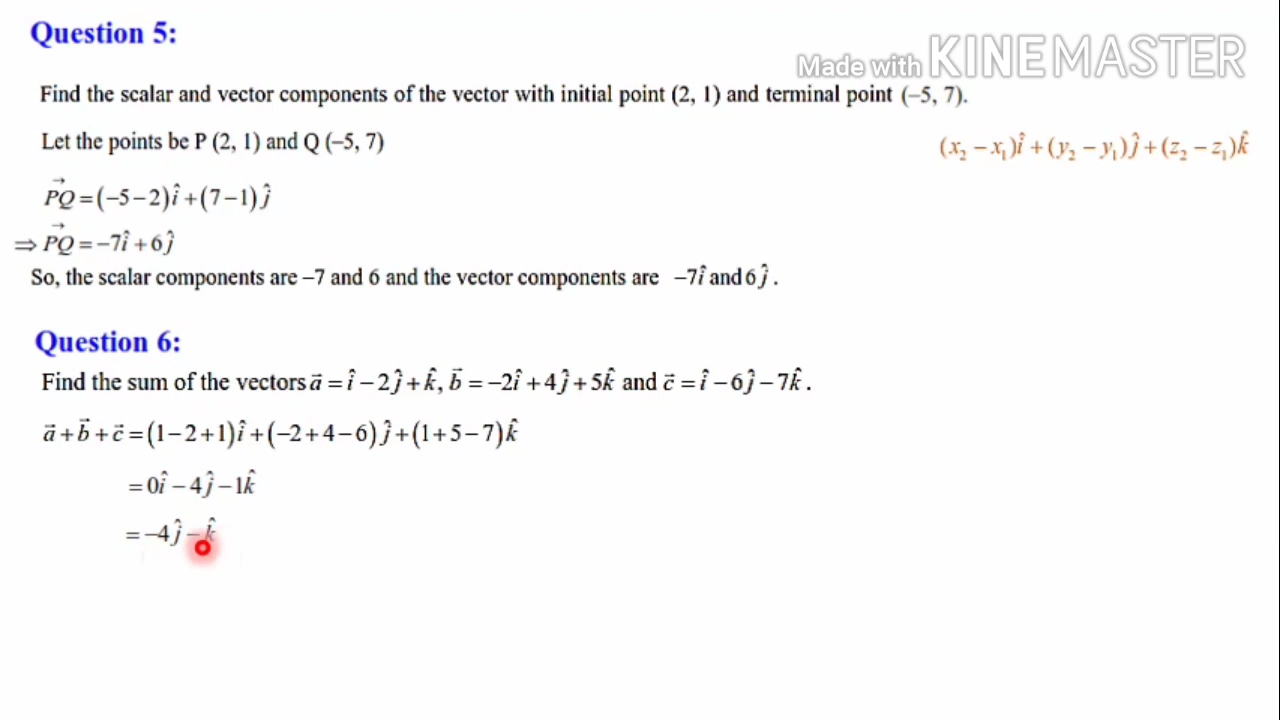 Question 5:
Made with KINEMASTER
Find the scalar and vector components of the vector with initial point (2, 1) and terminal point (–5, 7).
Let the points be P (2, 1) and Q (–5, 7)
(x₂ − x₁)î + (y₂ − y₁)ĵ + (z₂ − z₁)k̂
P⃗Q⃗ = (−5−2)î + (7−1)ĵ
⇒ P⃗Q⃗ = −7î + 6ĵ
So, the scalar components are –7 and 6 and the vector components are −7î and 6ĵ.
Question 6:
Find the sum of the vectors a⃗ = î − 2ĵ + k̂, b⃗ = −2î + 4ĵ + 5k̂ and c⃗ = î − 6ĵ − 7k̂.
a⃗ + b⃗ + c⃗ = (1−2+1)î + (−2+4−6)ĵ + (1+5−7)k̂
= 0î − 4ĵ − 1k̂
= −4ĵ − k̂